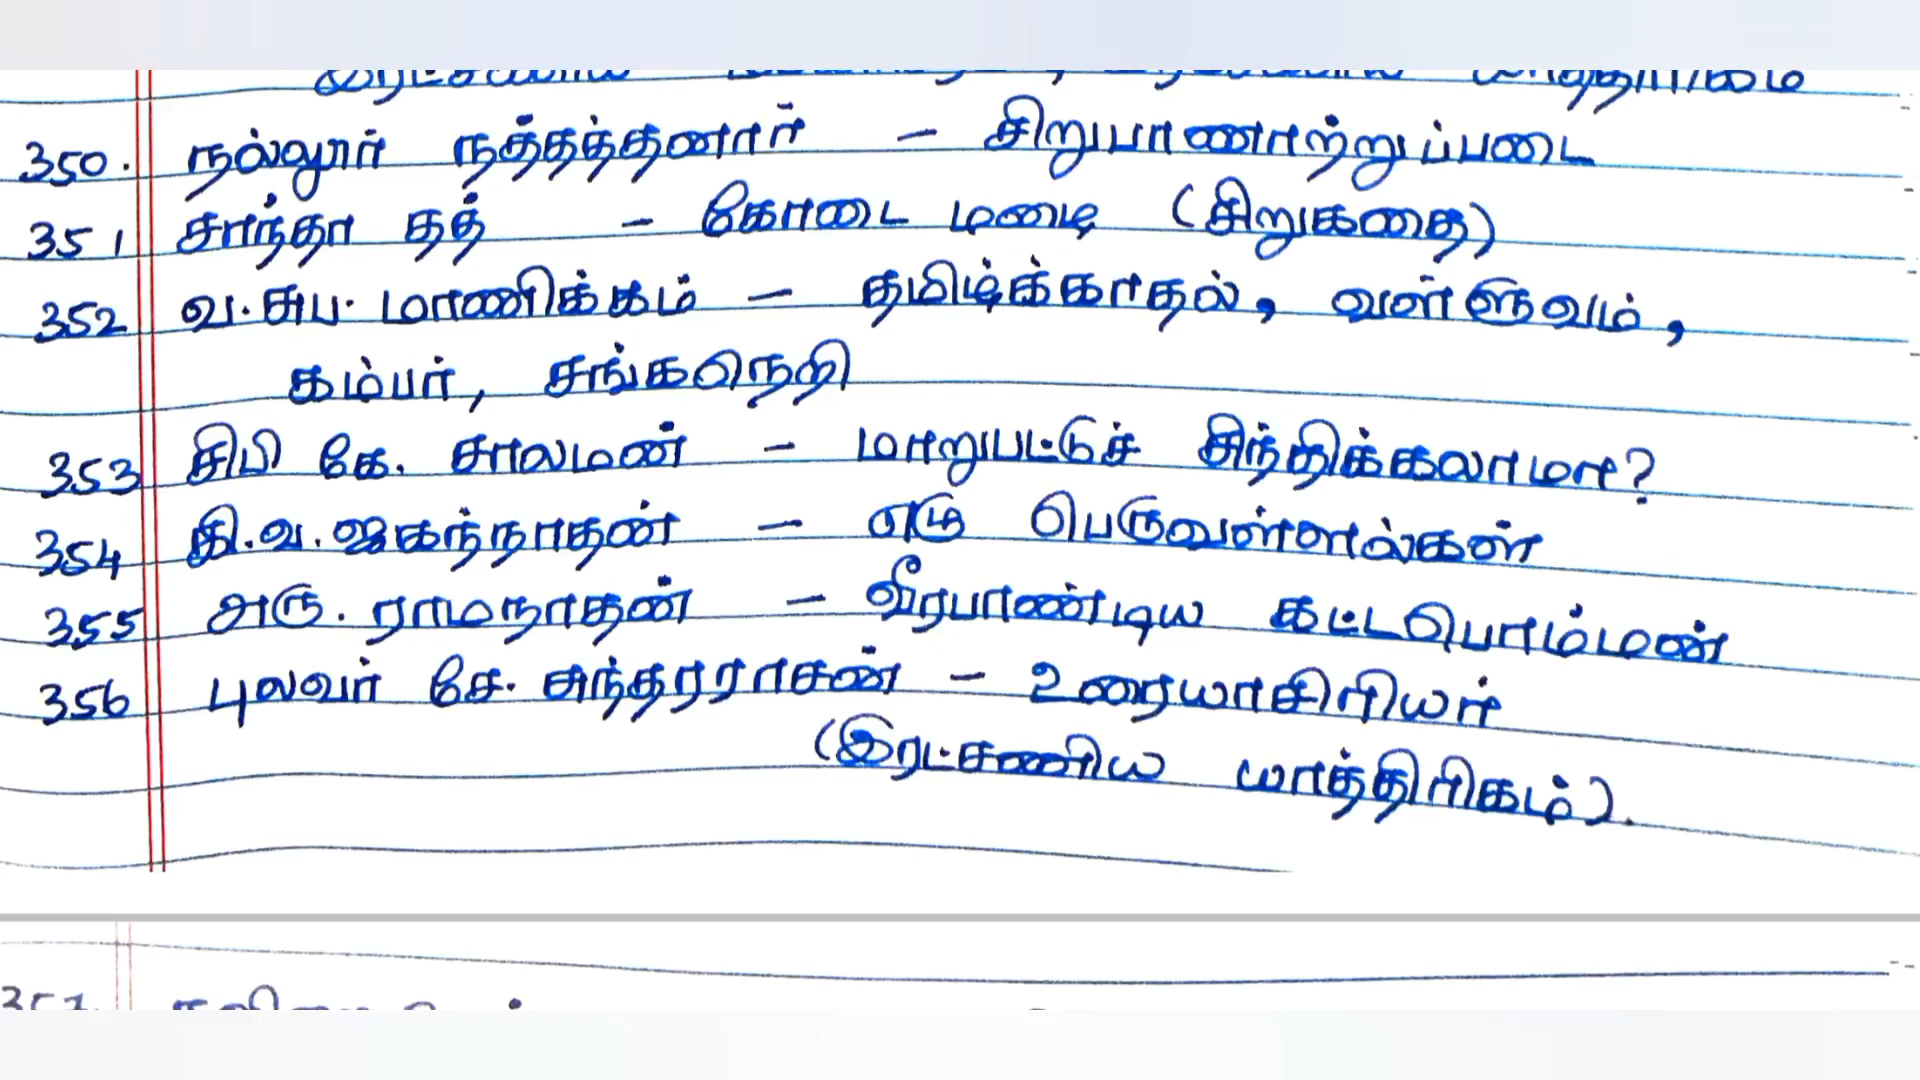 350. நல்லூர் நத்தத்தனார் - சிறுபாணாற்றுப்படை
351 சாந்தா தத் - கோடை மழை (சிறுகதை)
352 வ.சுப. மாணிக்கம் - தமிழ்க்காதல், வள்ளுவம்,
கம்பர், சங்கநெறி
353 சிபி கே. சாலமன் - மாறுபட்டுச் சிந்திக்கலாமா?
354 கி.வ.ஜகந்நாதன் - எழு பெருவள்ளல்கள்
355 அரு. ராமநாதன் - வீரபாண்டிய கட்டபொம்மன்
356 புலவர் சே. சுந்தரராசன் - உரையாசிரியர்
(இரட்சணிய யாத்திரிகம்).